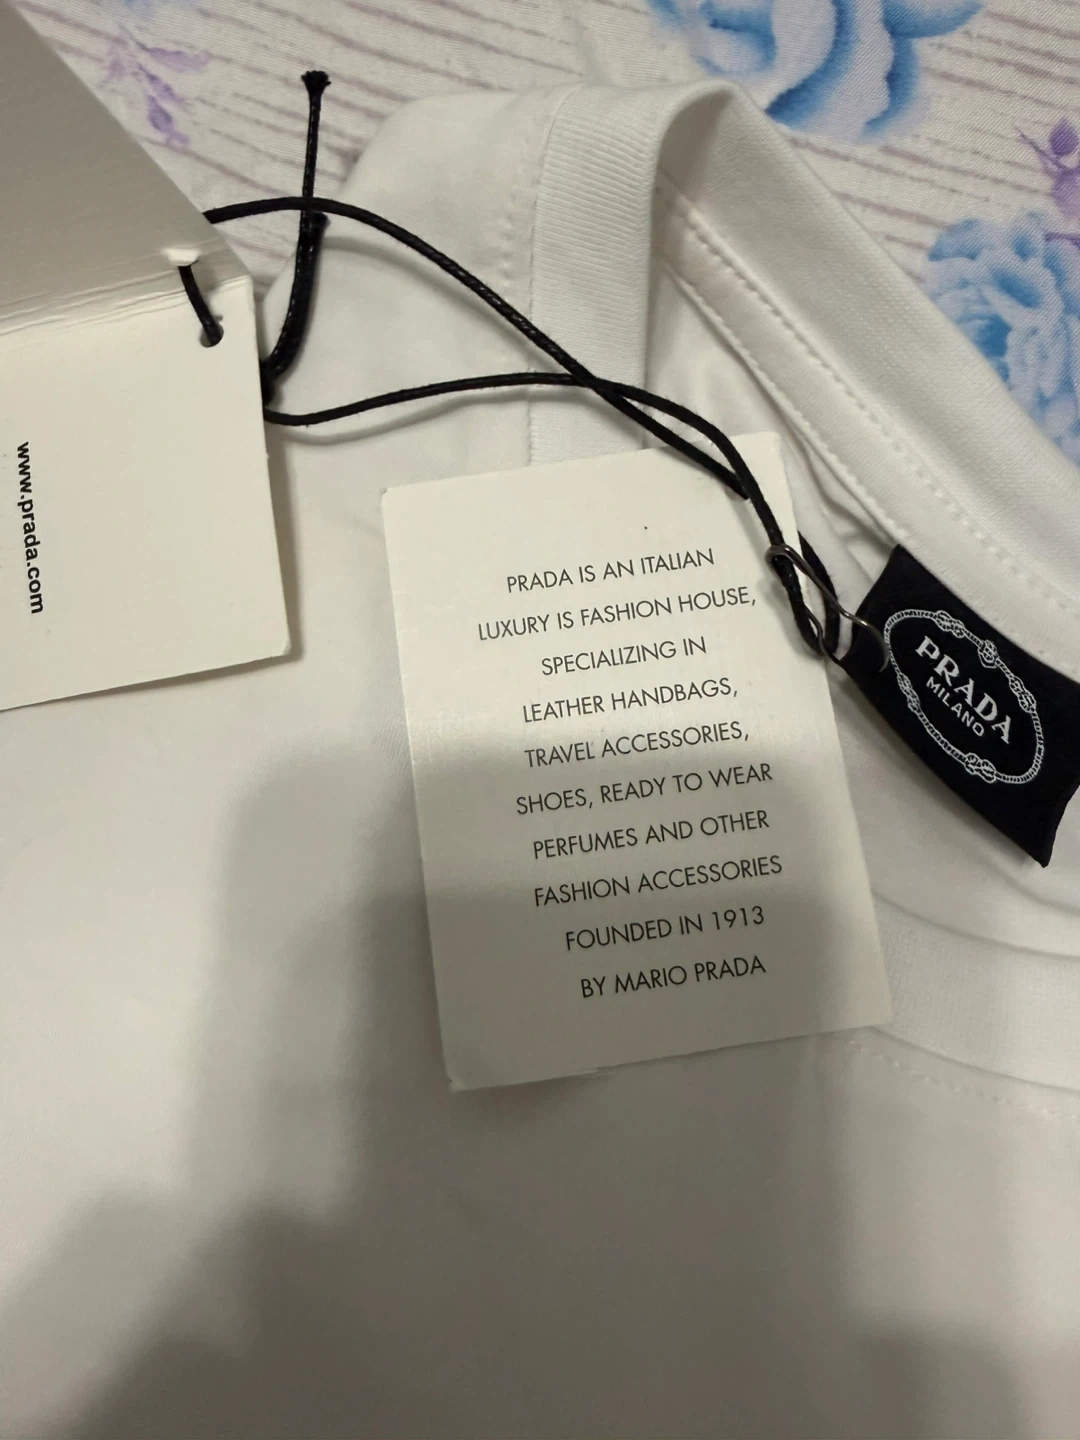 www.prada.com
PRADA IS AN ITALIAN
LUXURY IS FASHION HOUSE,
SPECIALIZING IN
LEATHER HANDBAGS,
TRAVEL ACCESSORIES,
SHOES, READY TO WEAR
PERFUMES AND OTHER
FASHION ACCESSORIES
FOUNDED IN 1913
BY MARIO PRADA
PRADA
MILANO